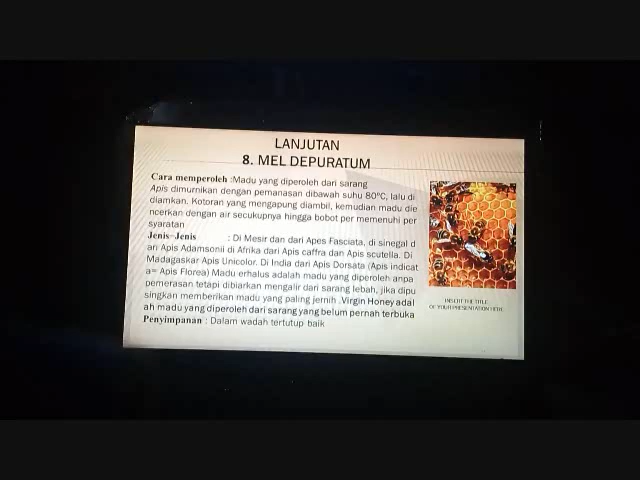 LANJUTAN
8. MEL DEPURATUM
Cara memperoleh :Madu yang diperoleh dari sarang
Apis dimurnikan dengan pemanasan dibawah suhu 80°C, lalu di
diamkan. Kotoran yang mengapung diambil, kemudian madu die
ncerkan dengan air secukupnya hingga bobot per memenuhi per
syaratan
Jenis-Jenis : Di Mesir dan dari Apes Fasciata, di sinegal d
ari Apis Adamsonii di Afrika dari Apis caffra dan Apis scutella. Di
Madagaskar Apis Unicolor. Di India dari Apis Dorsata (Apis indicat
a= Apis Florea) Madu erhalus adalah madu yang diperoleh anpa
pemerasan tetapi dibiarkan mengalir dari sarang lebah, jika dipu
singkan memberikan madu yang paling jernih .Virgin Honey adal
ah madu yang diperoleh dari sarang yang belum pernah terbuka
Penyimpanan : Dalam wadah tertutup baik
INSERT THE TITLE
OF YOUR PRESENTATION HERE